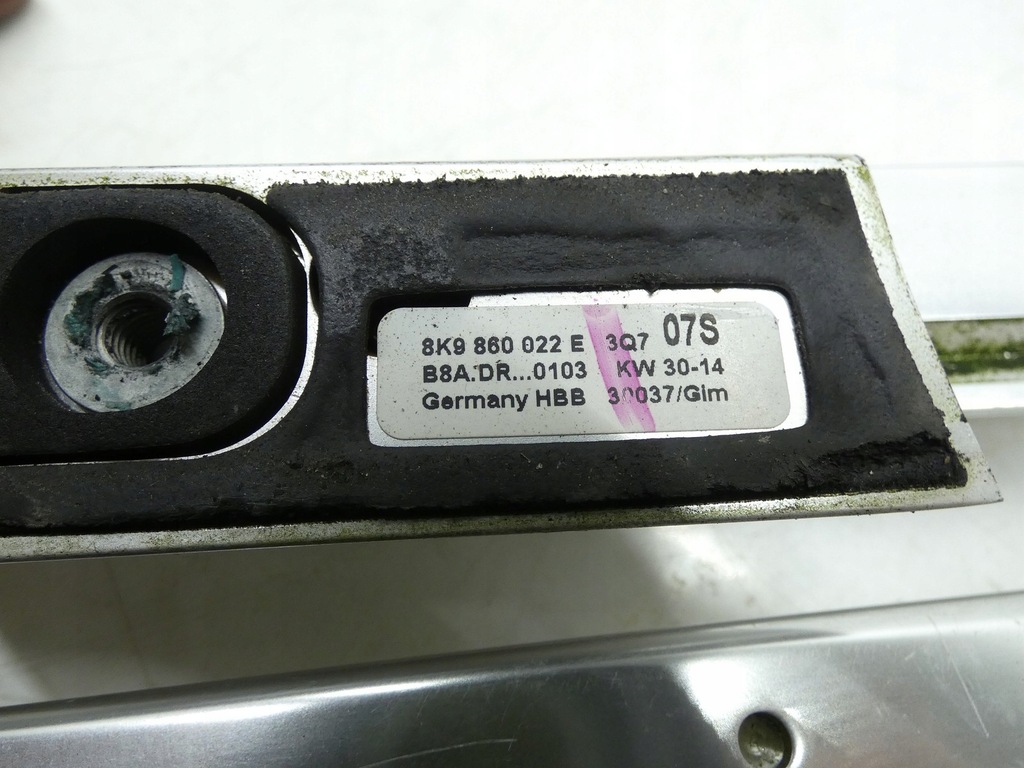 8K9 860 022 E 3Q7 07S
B8A.DR...0103 KW 30-14
Germany HBB 30037/Glm